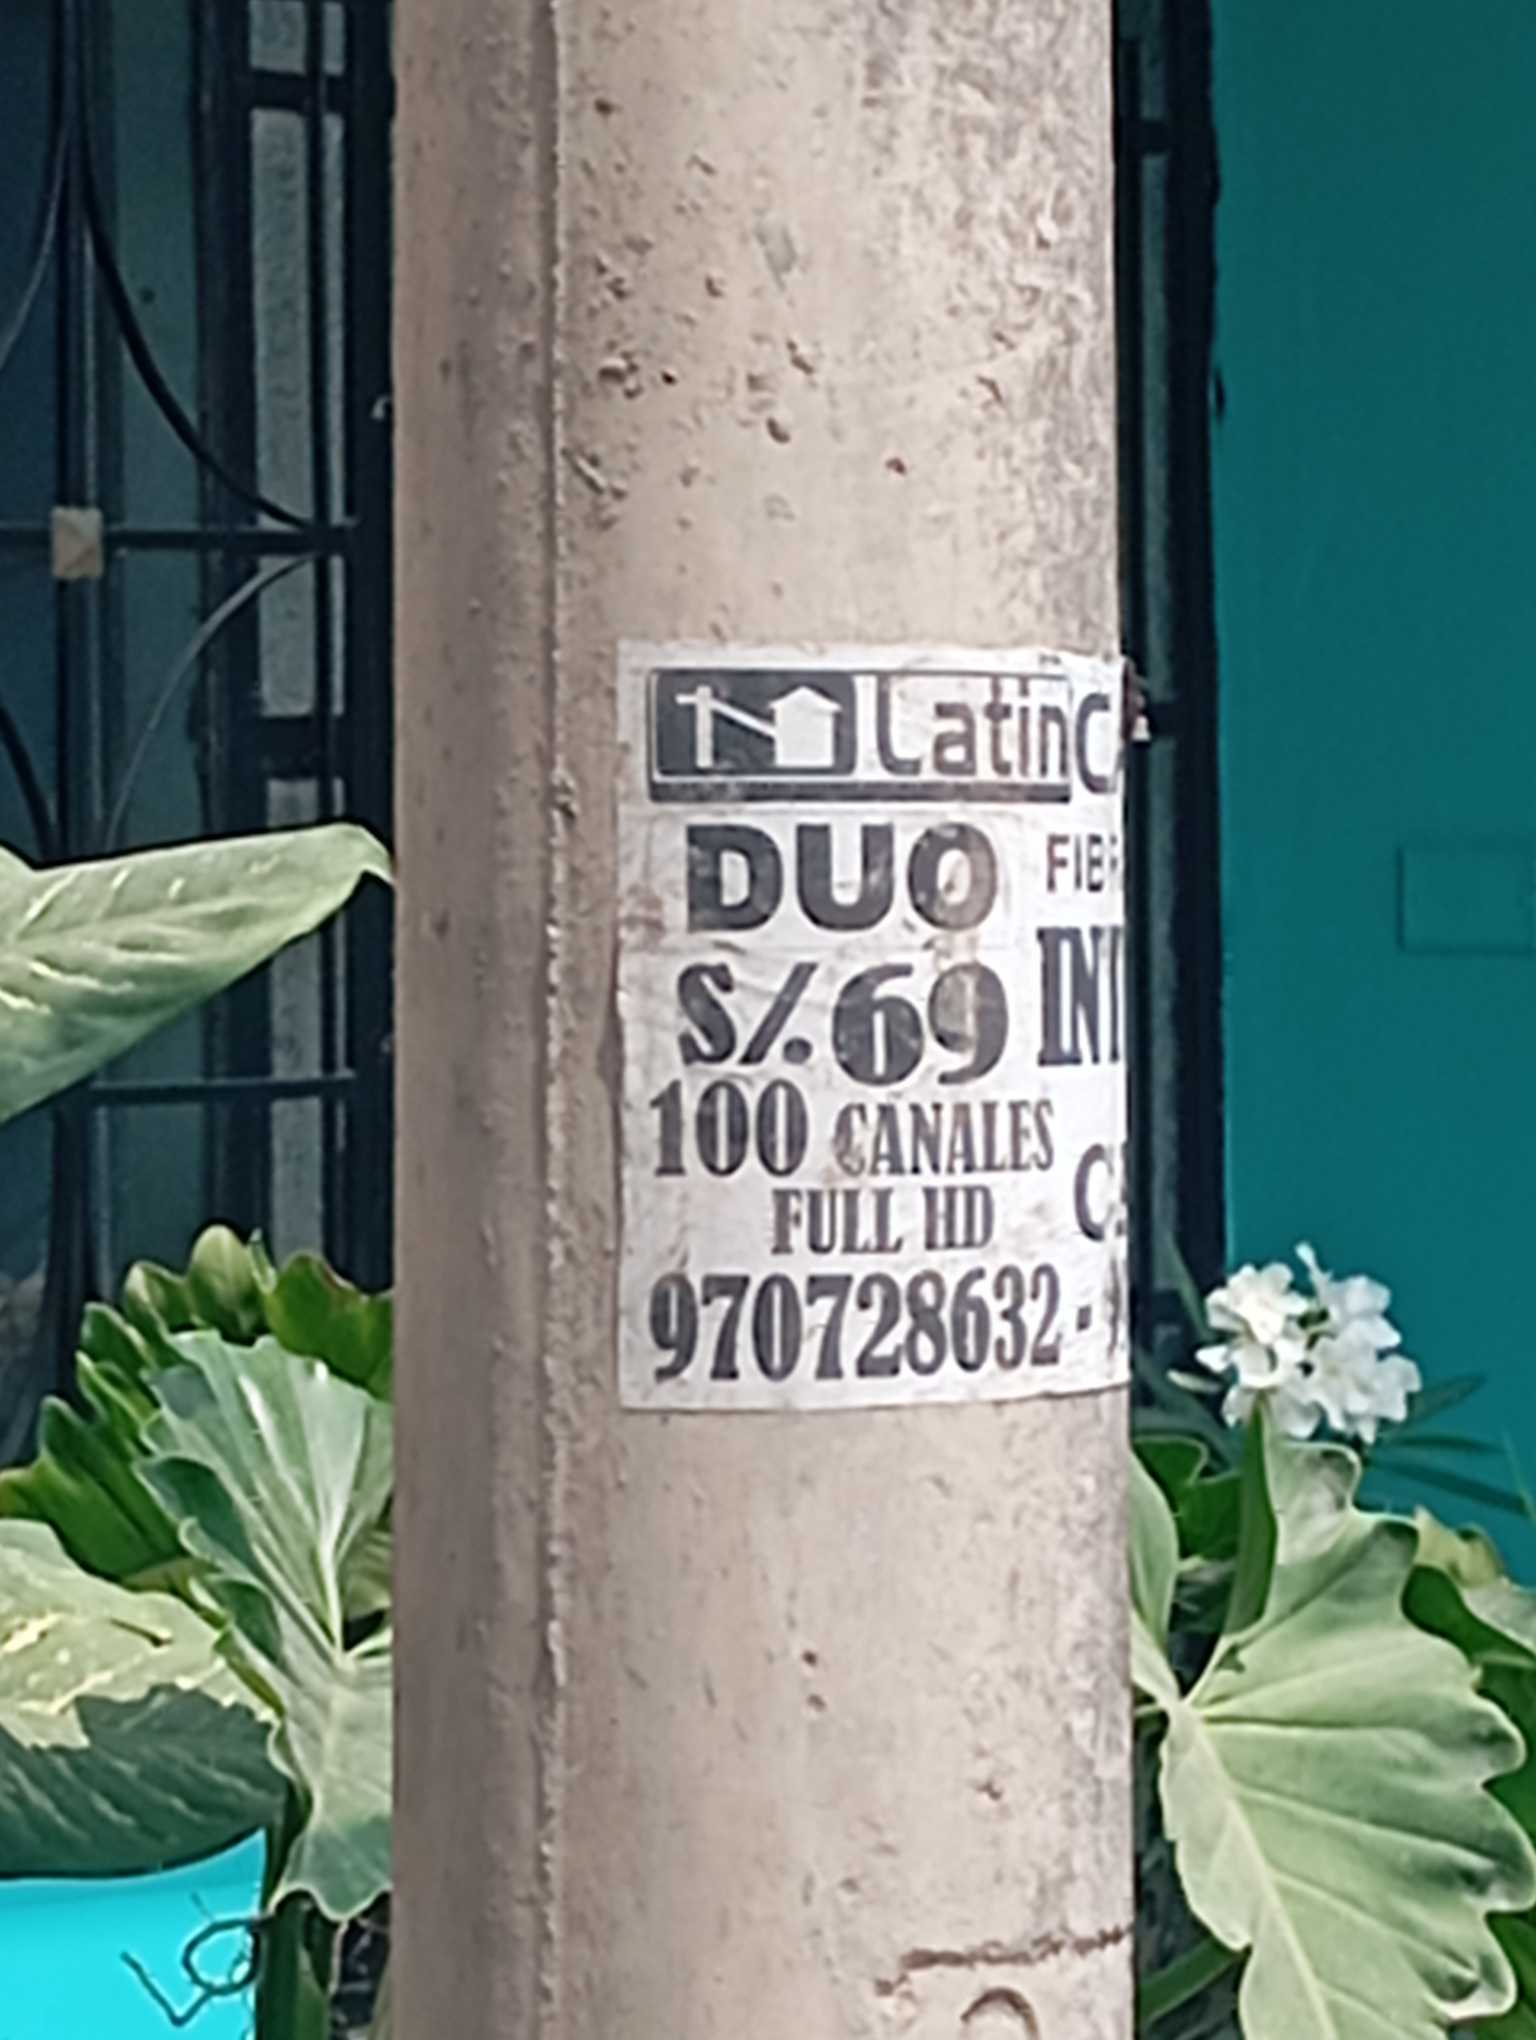 Latin
DUO
S/.69
100 CANALES
FULL HD
970728632 -